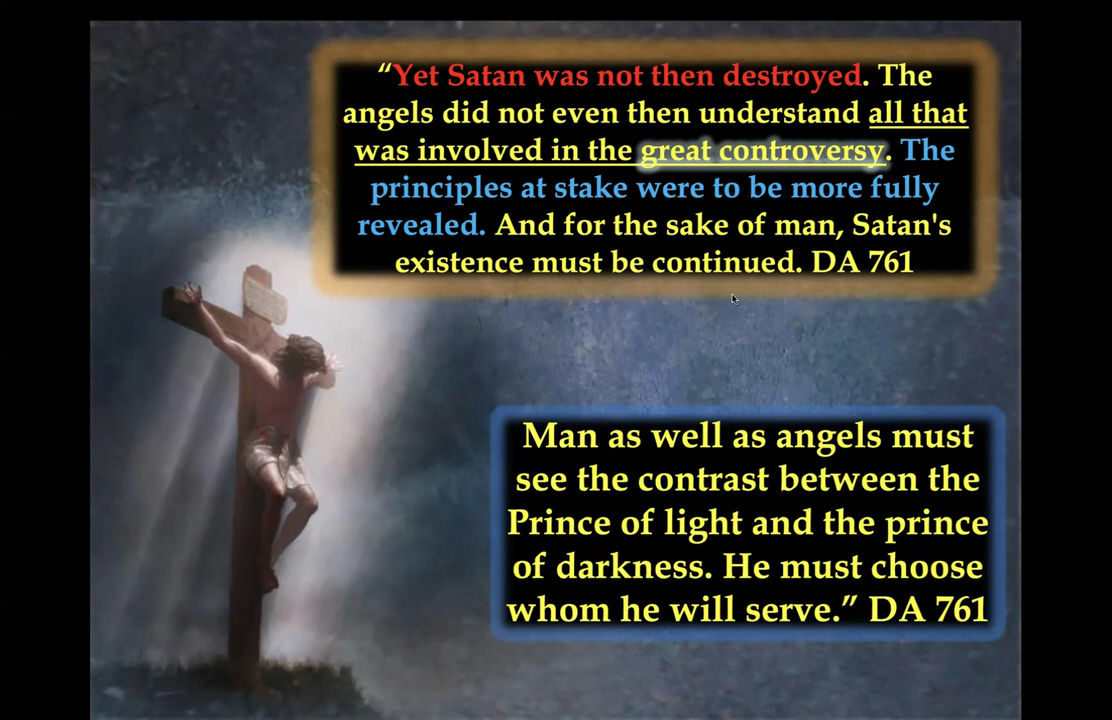 “Yet Satan was not then destroyed. The
angels did not even then understand all that
was involved in the great controversy. The
principles at stake were to be more fully
revealed. And for the sake of man, Satan's
existence must be continued. DA 761
Man as well as angels must
see the contrast between the
Prince of light and the prince
of darkness. He must choose
whom he will serve.” DA 761